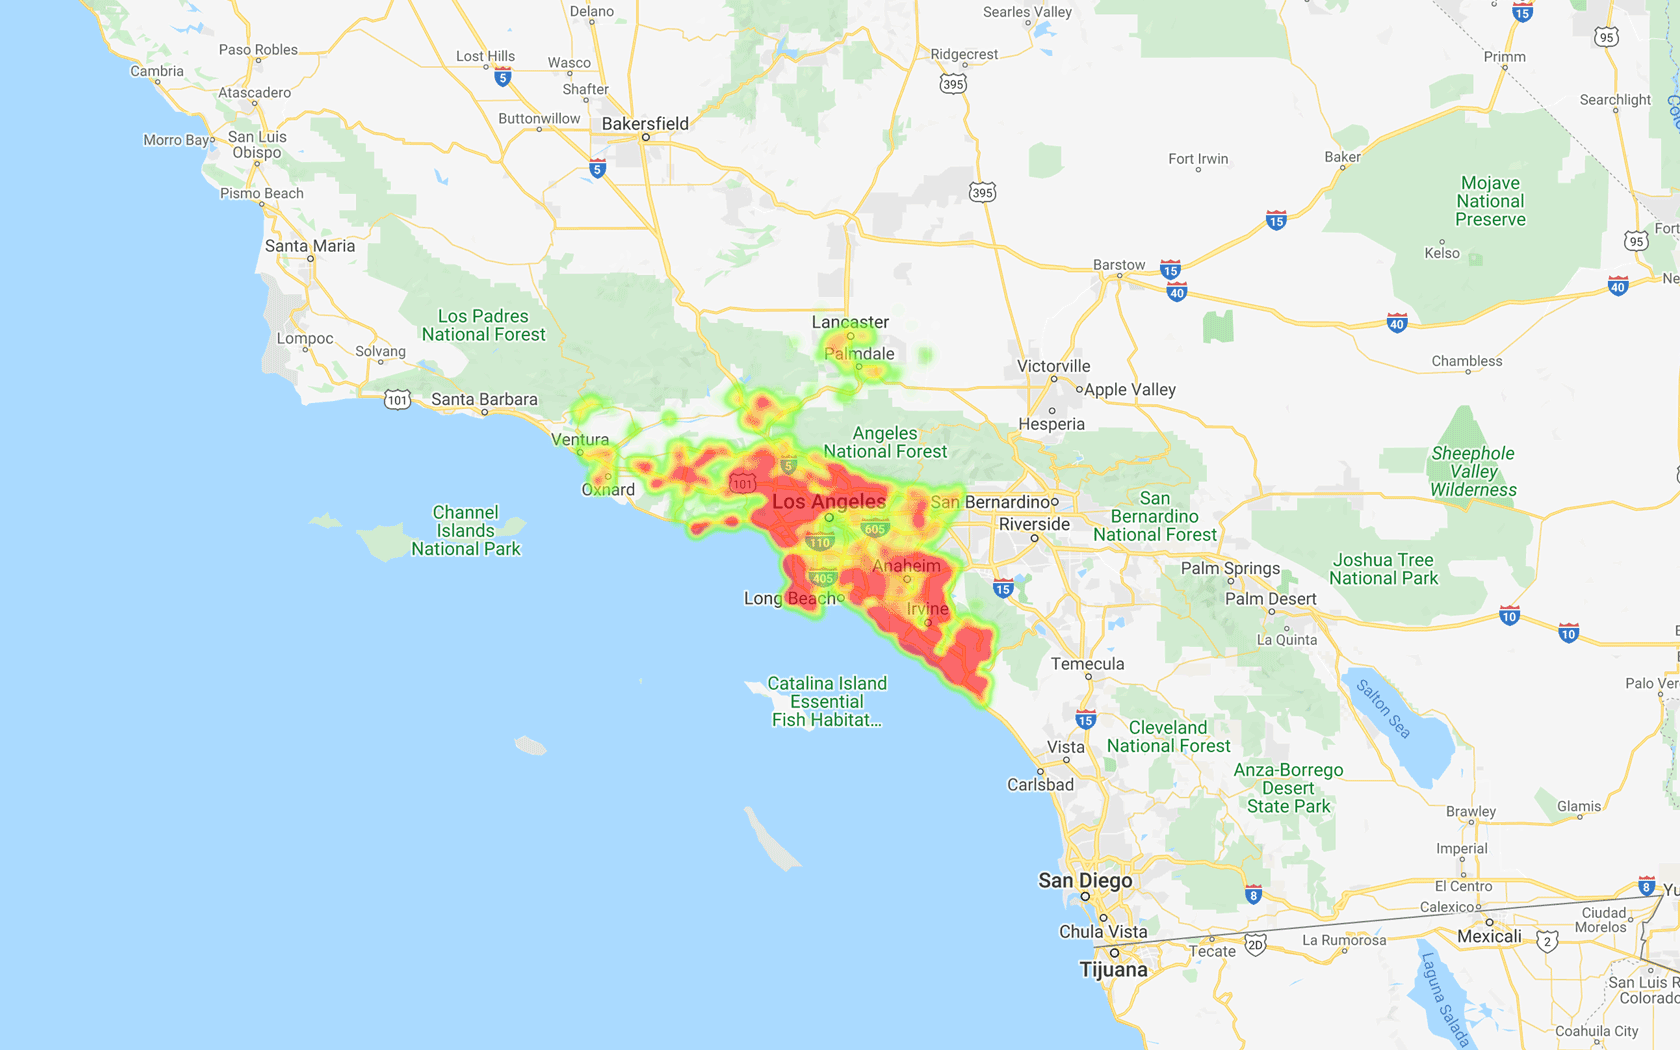 Delano
Searles Valley
15
95
Paso Robles
Lost Hills
Wasco
Ridgecrest
Primm
Cambria
5
Shafter
395
Atascadero
Searchlight
Buttonwillow
Bakersfield
Morro Bay
San Luis
Obispo
5
Fort Irwin
Baker
Pismo Beach
395
Mojave
National
Preserve
15
Santa Maria
95
Kelso
Barstow
15
40
40
Los Padres
National Forest
Lancaster
40
Lompoc
Solvang
Palmdale
Victorville
Chambless
101
Santa Barbara
Apple Valley
Hesperia
Ventura
Angeles
National Forest
Sheephole
Valley
Wilderness
5
101
Oxnard
Los Angeles
San Bernardino
San
Bernardino
National Forest
Channel
Islands
National Park
605
Riverside
110
Anaheim
Joshua Tree
National Park
405
Palm Springs
15
Long Beach
Irvine
Palm Desert
10
10
La Quinta
Temecula
Catalina Island
Essential
Fish Habitat...
Palo Ver
Salton Sea
15
Cleveland
National Forest
Vista
Carlsbad
Anza-Borrego
Desert
State Park
Brawley
Glamis
Imperial
San Diego
8
El Centro
8
Yu
Calexico
Ciudad
Morelos
Chula Vista
Mexicali
2
Tecate
2D
La Rumorosa
Tijuana
Laguna Salada
San Luis R
Colorado
Coahuila City